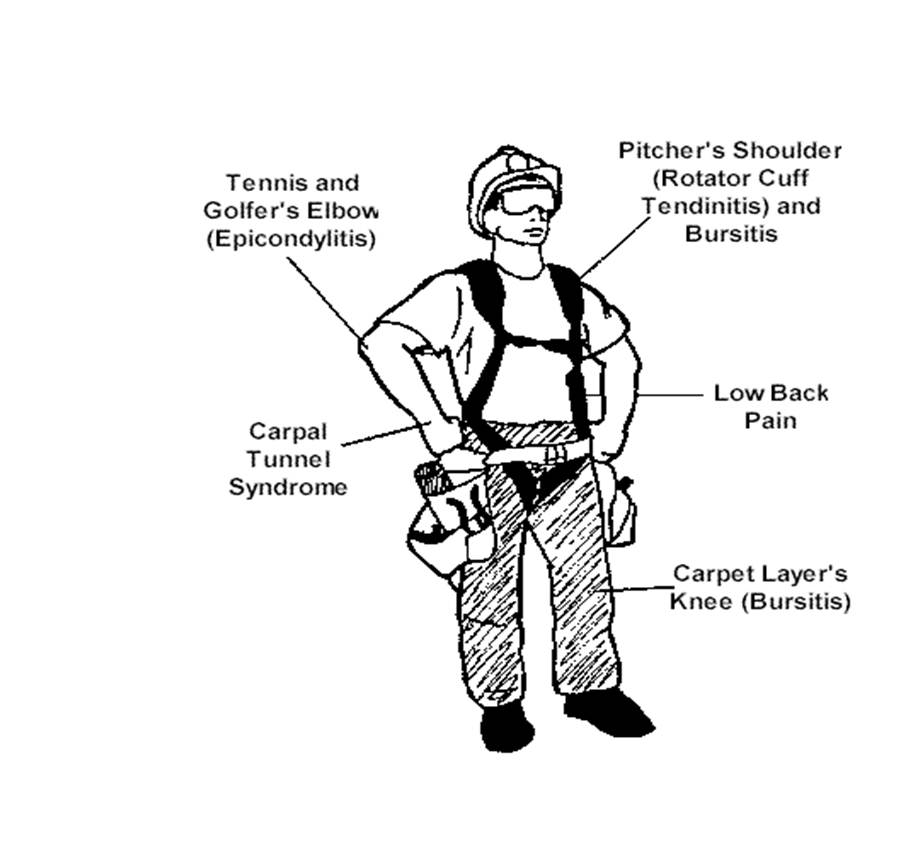 Pitcher's Shoulder
(Rotator Cuff
Tendinitis) and
Bursitis
Tennis and
Golfer's Elbow
(Epicondylitis)
Low Back
Pain
Carpal
Tunnel
Syndrome
Carpet Layer's
Knee (Bursitis)